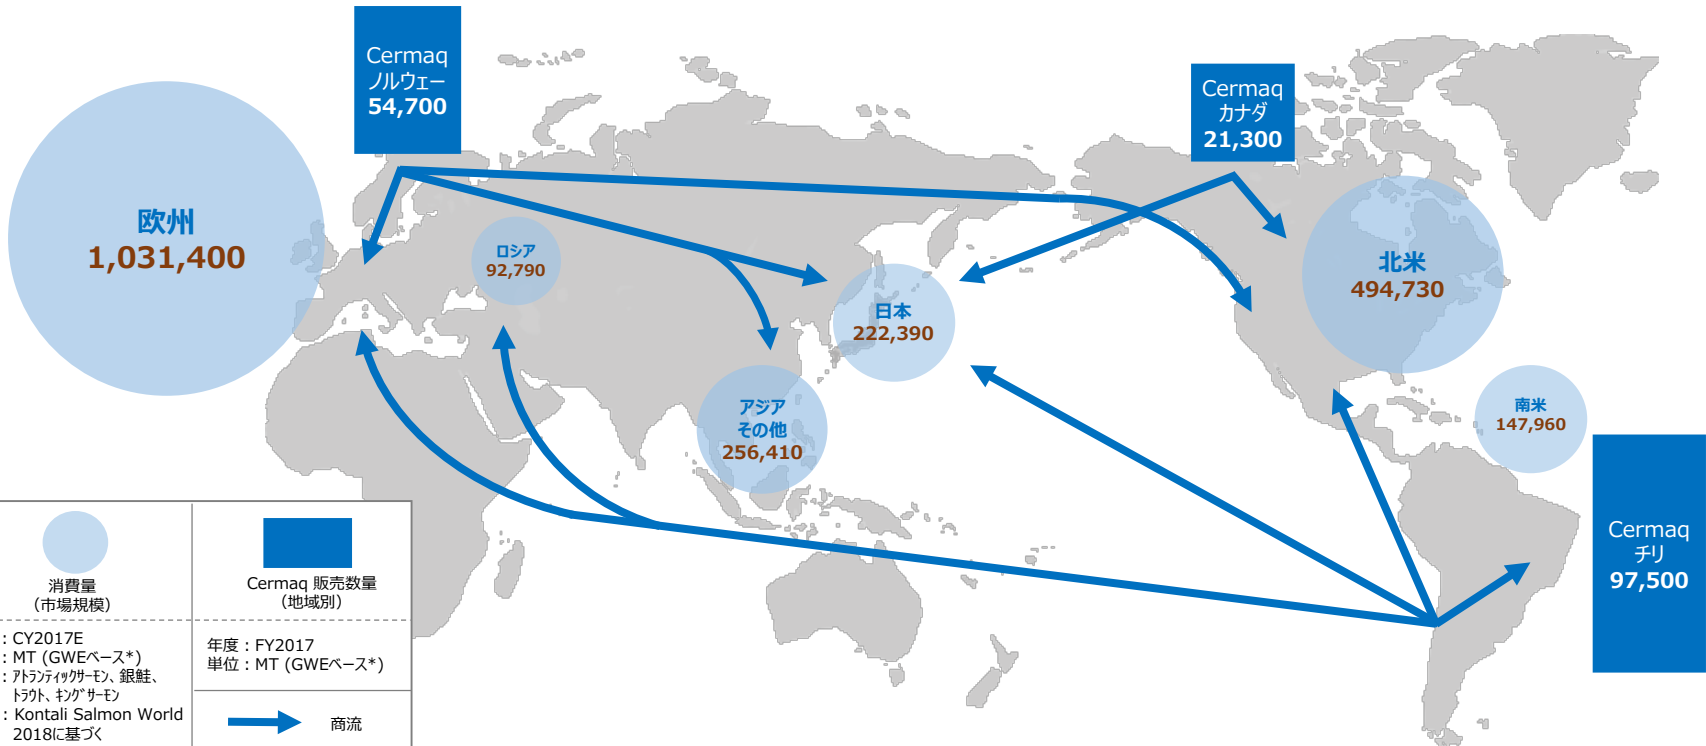 Cermaq
ノルウェー
54,700
Cermaq
カナダ
21,300
欧州
1,031,400
ロシア
92,790
日本
222,390
北米
494,730
アジア
その他
256,410
南米
147,960
Cermaq
チリ
97,500
消費量
（市場規模）
Cermaq 販売数量
（地域別）
：CY2017E
：MT (GWEベース*)
：アトランティックサーモン、銀鮭、
トラウト、キングサーモン
：Kontali Salmon World
2018に基づく
年度：FY2017
単位：MT (GWEベース*)
商流